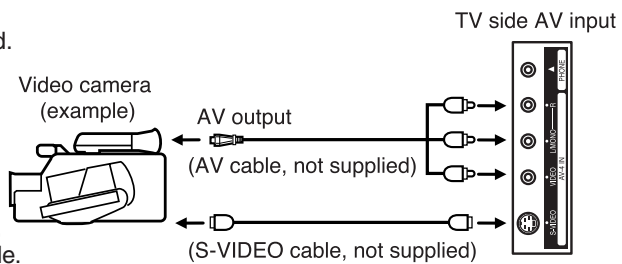 d.
TV side AV input
Video camera
(example)
AV output
(AV cable, not supplied)
(S-VIDEO cable, not supplied)
PHONE
R
L/MONO
VIDEO
AV-4 IN
S-VIDEO
le.